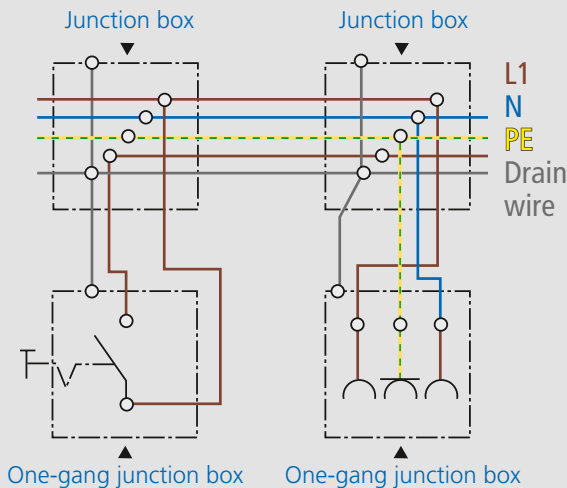 Junction box
Junction box
L1
N
PE
Drain
wire
One-gang junction box
One-gang junction box